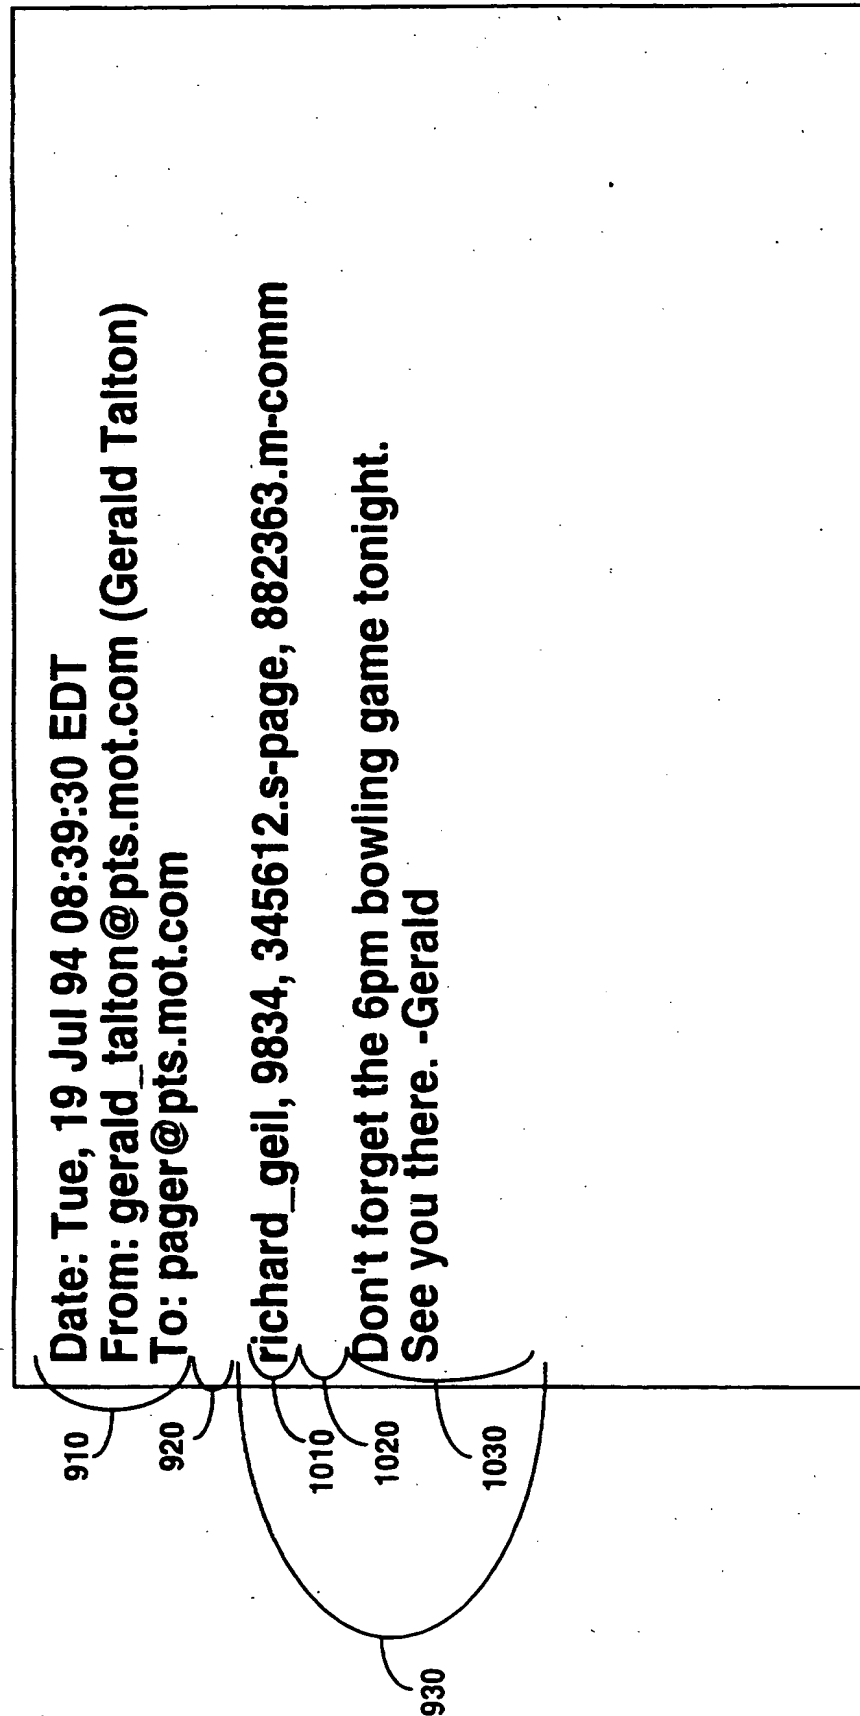 Date: Tue, 19 Jul 94 08:39:30 EDT
From: gerald_talton@pts.mot.com (Gerald Talton)
To: pager@pts.mot.com
richard_geil, 9834, 345612.s-page, 882363.m-comm
Don't forget the 6pm bowling game tonight.
See you there. -Gerald
910
920
1010
1020
1030
930